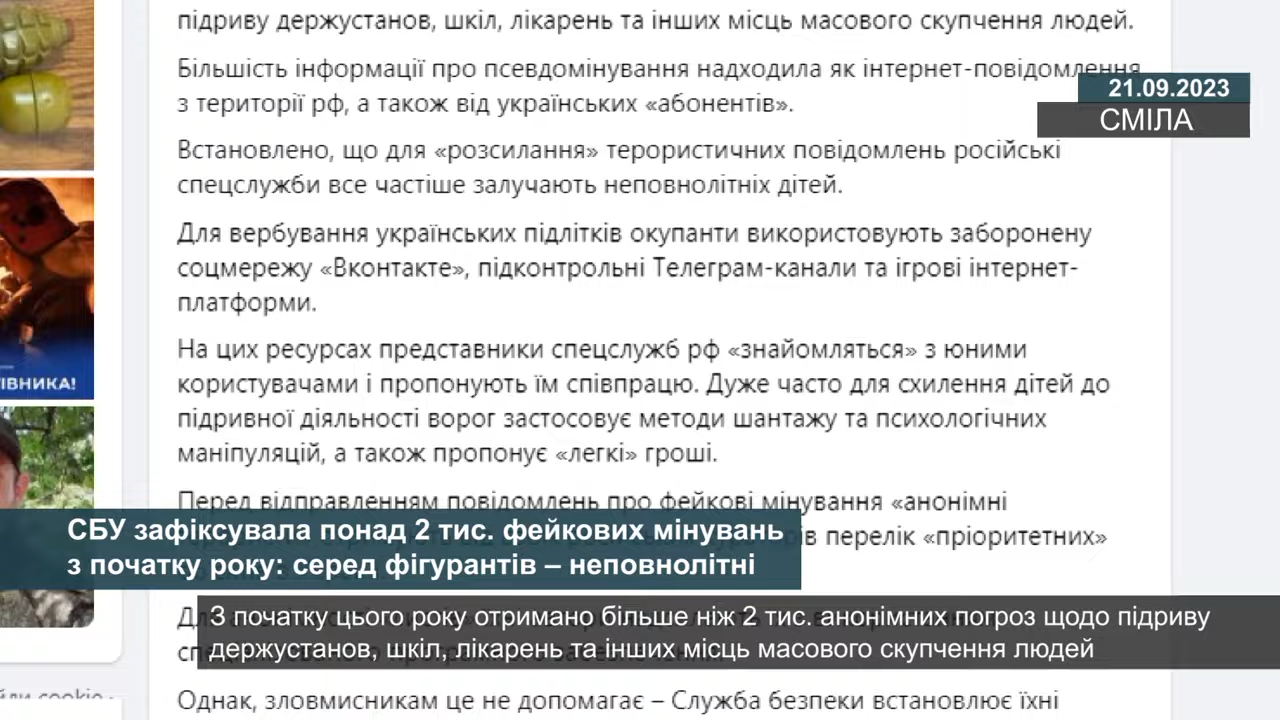 підриву держустанов, шкіл, лікарень та інших місць масового скупчення людей.
Більшість інформації про псевдомінування надходила як інтернет-повідомлення
з території рф, а також від українських «абонентів».
21.09.2023
СМІЛА
Встановлено, що для «розсилання» терористичних повідомлень російські
спецслужби все частіше залучають неповнолітніх дітей.
Для вербування українських підлітків окупанти використовують заборонену
соцмережу «Вконтакте», підконтрольні Телеграм-канали та ігрові інтернет-
платформи.
На цих ресурсах представники спецслужб рф «знайомляться» з юними
користувачами і пропонують їм співпрацю. Дуже часто для схилення дітей до
підривної діяльності ворог застосовує методи шантажу та психологічних
маніпуляцій, а також пропонує «легкі» гроші.
ІВНИКА!
Перед відправленням повідомлень про фейкові мінування «анонімні
перелік «пріоритетних»
СБУ зафіксувала понад 2 тис. фейкових мінувань
з початку року: серед фігурантів – неповнолітні
З початку цього року отримано більше ніж 2 тис. анонімних погроз щодо підриву
держустанов, шкіл, лікарень та інших місць масового скупчення людей
cookie
Однак, зловмисникам це не допомагає – Служба безпеки встановлює їхні